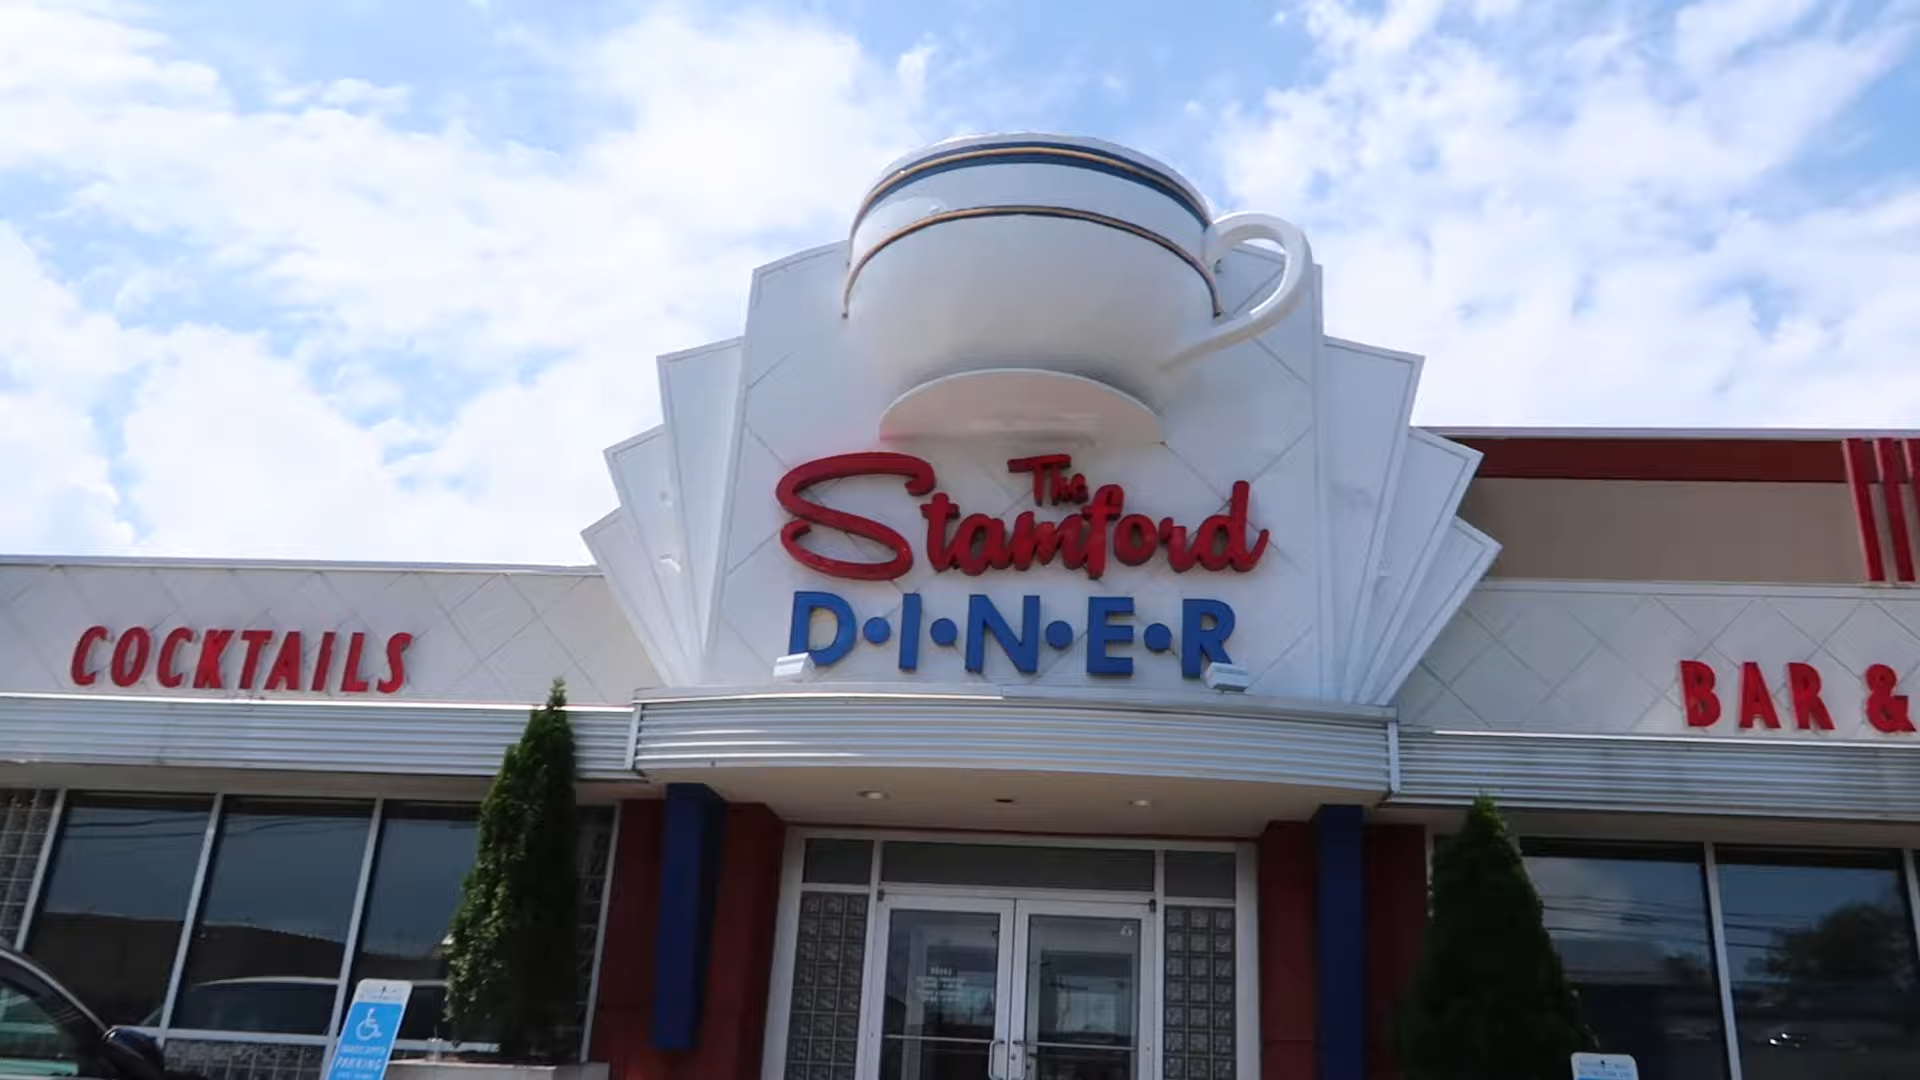 The
Stamford
D•I•N•E•R
COCKTAILS
BAR &
PARKING